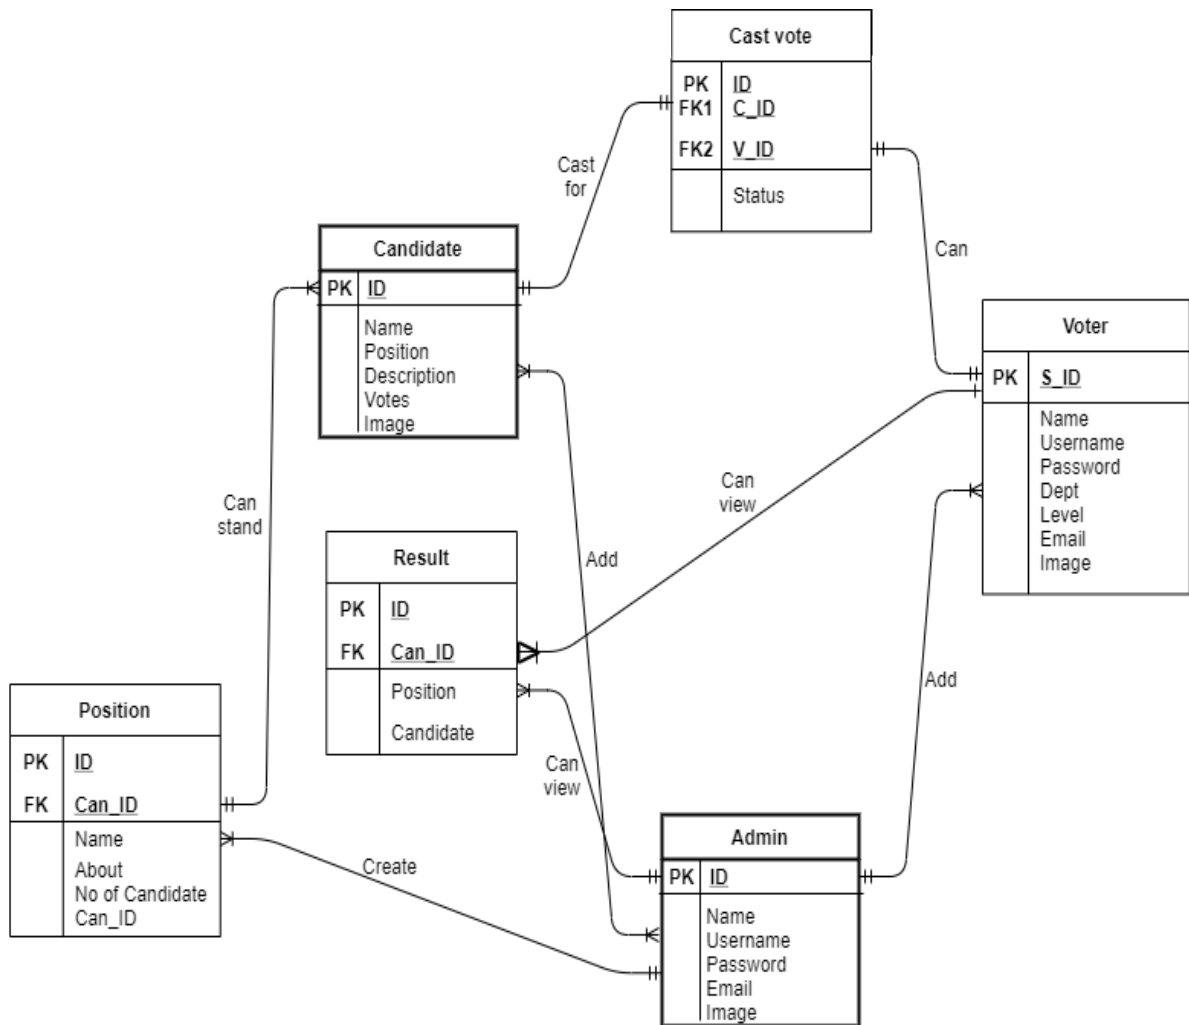 Cast vote
PK ID
FK1 C_ID
FK2 V_ID
Status
Cast
for
Can
Candidate
PK ID
Name
Position
Description
Votes
Image
Voter
PK S_ID
Name
Username
Password
Dept
Level
Email
Image
Can
stand
Can
view
Add
Result
PK ID
FK Can_ID
Position
Candidate
Add
Position
PK ID
FK Can_ID
Name
About
No of Candidate
Can_ID
Can
view
Create
Admin
PK ID
Name
Username
Password
Email
Image